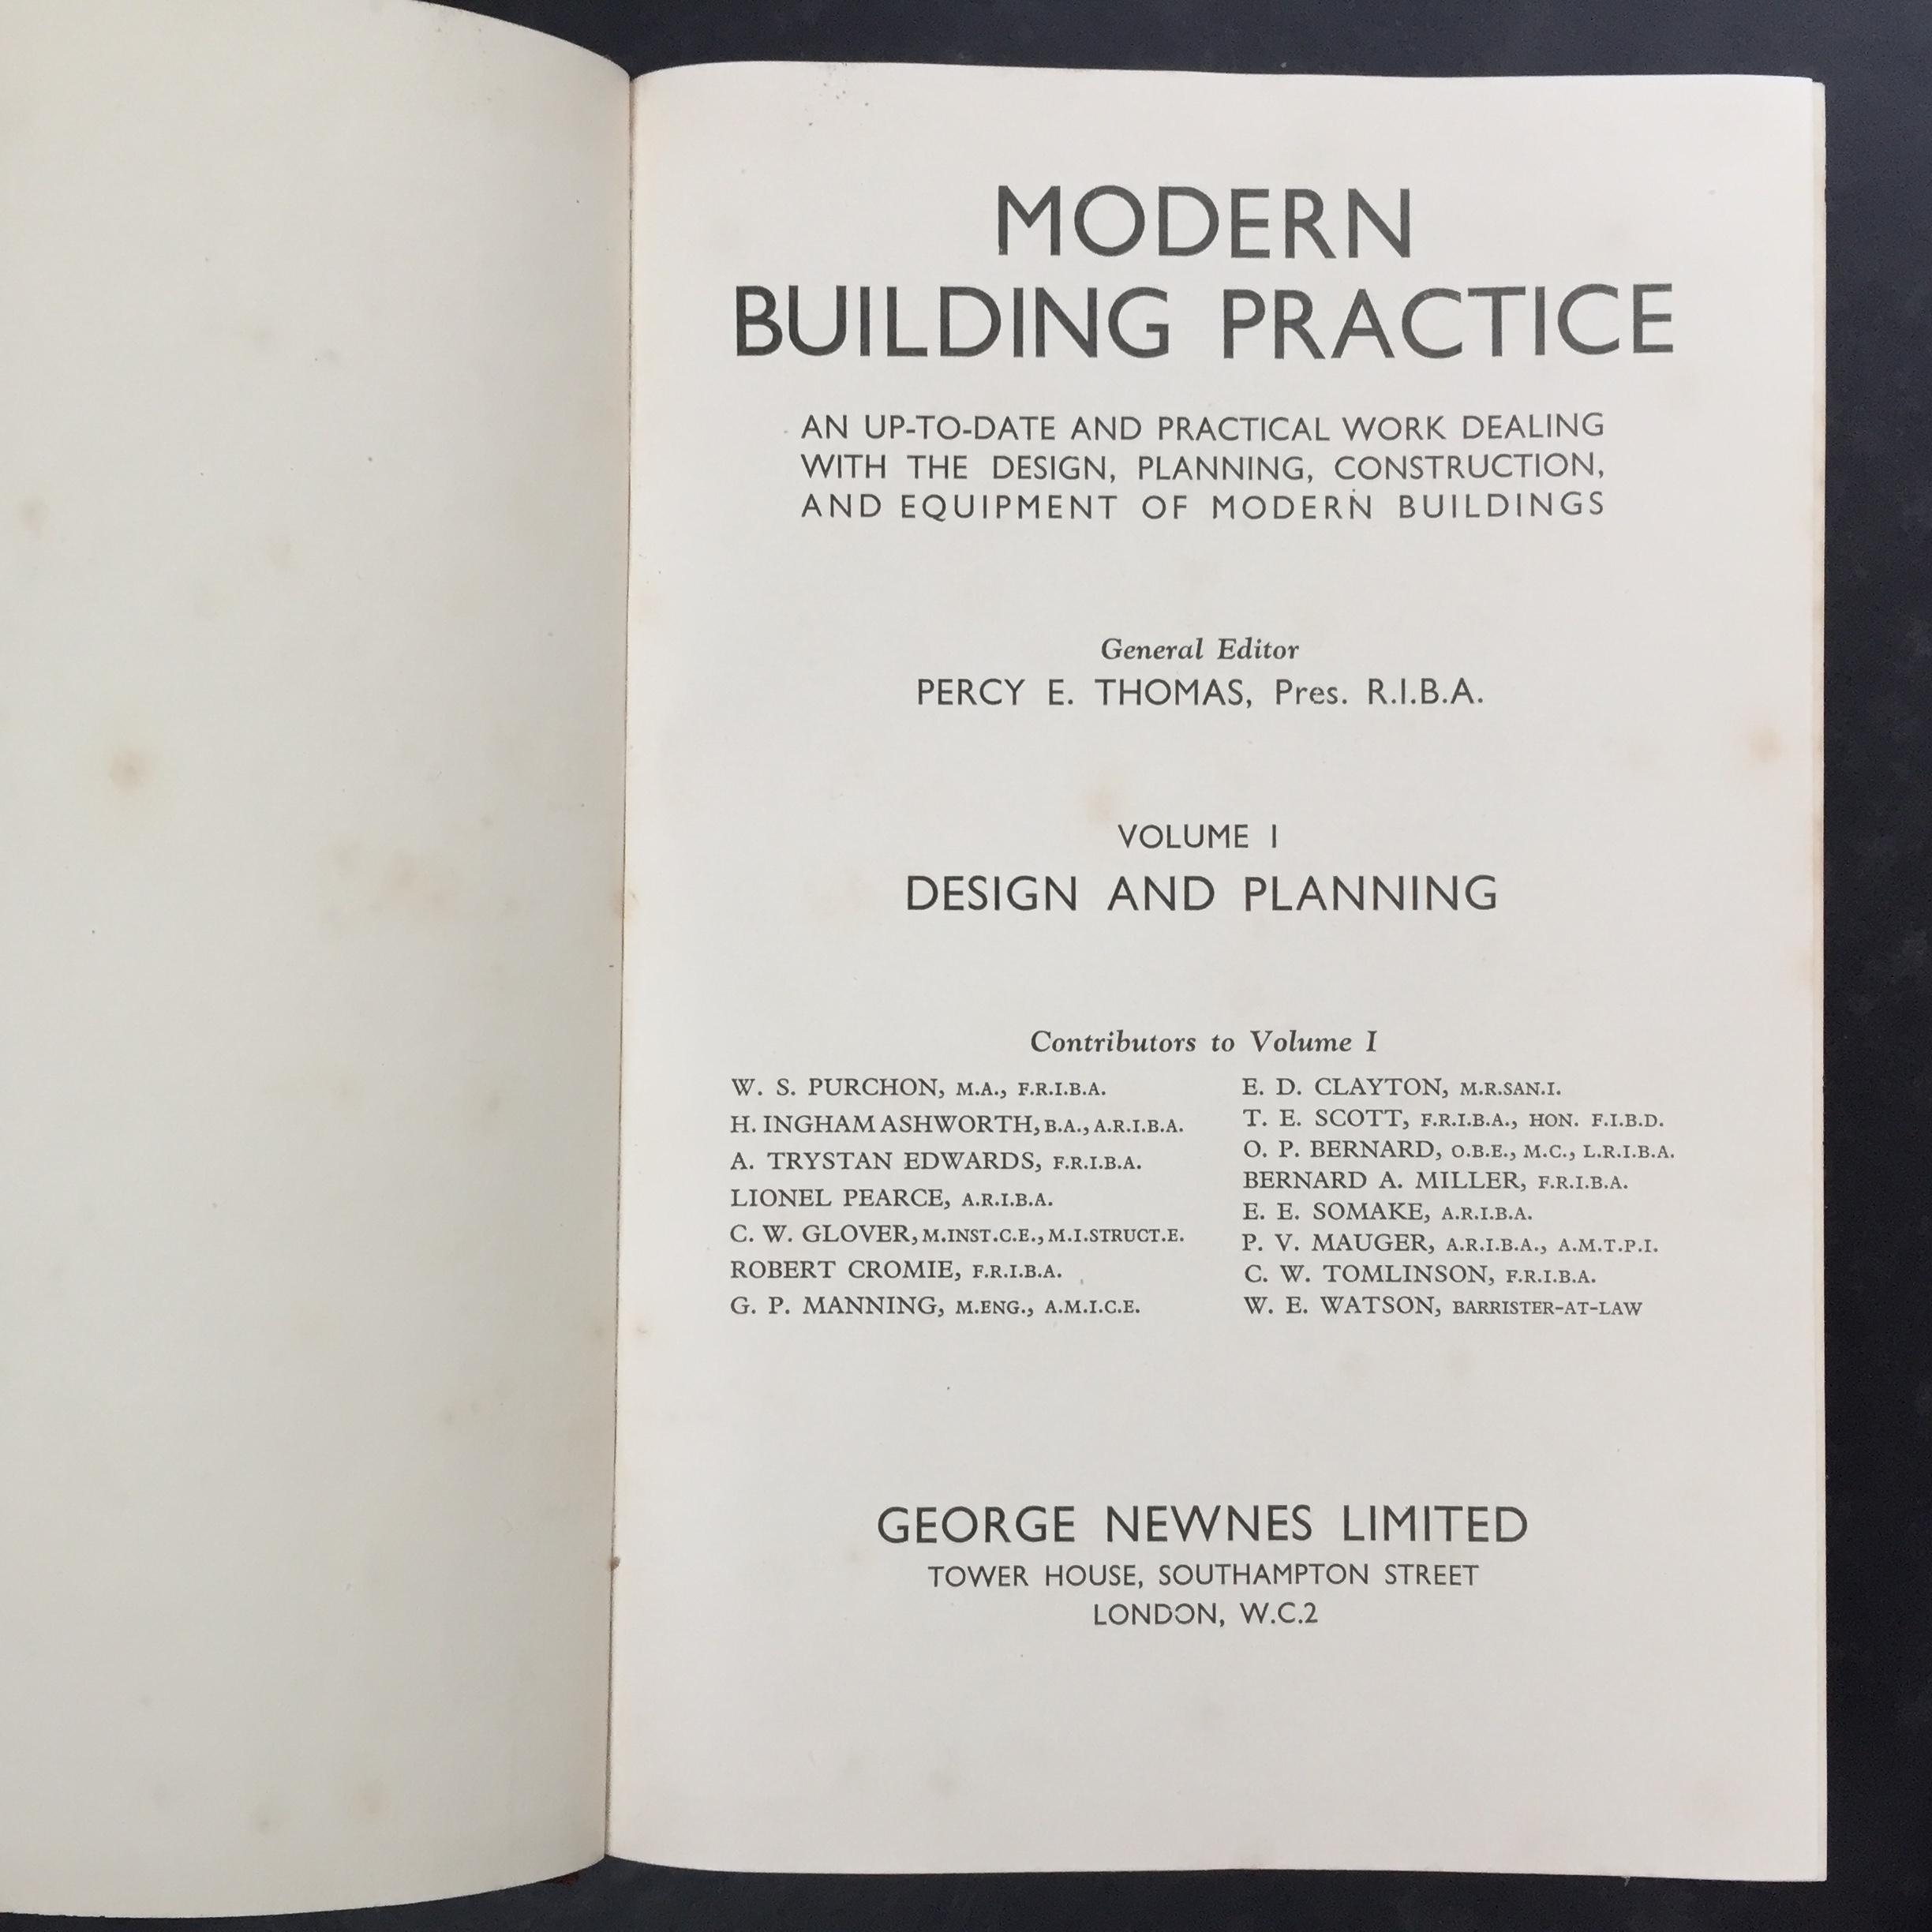 MODERN
BUILDING PRACTICE
AN UP-TO-DATE AND PRACTICAL WORK DEALING
WITH THE DESIGN, PLANNING, CONSTRUCTION,
AND EQUIPMENT OF MODERN BUILDINGS
General Editor
PERCY E. THOMAS, Pres. R.I.B.A.
VOLUME I
DESIGN AND PLANNING
Contributors to Volume I
W. S. PURCHON, M.A., F.R.I.B.A.
H. INGHAM ASHWORTH, B.A., A.R.I.B.A.
A. TRYSTAN EDWARDS, F.R.I.B.A.
LIONEL PEARCE, A.R.I.B.A.
C. W. GLOVER, M.INST.C.E., M.I.STRUCT.E.
ROBERT CROMIE, F.R.I.B.A.
G. P. MANNING, M.ENG., A.M.I.C.E.
E. D. CLAYTON, M.R.SAN.I.
T. E. SCOTT, F.R.I.B.A., HON. F.I.B.D.
O. P. BERNARD, O.B.E., M.C., L.R.I.B.A.
BERNARD A. MILLER, F.R.I.B.A.
E. E. SOMAKE, A.R.I.B.A.
P. V. MAUGER, A.R.I.B.A., A.M.T.P.I.
C. W. TOMLINSON, F.R.I.B.A.
W. E. WATSON, BARRISTER-AT-LAW
GEORGE NEWNES LIMITED
TOWER HOUSE, SOUTHAMPTON STREET
LONDON, W.C.2